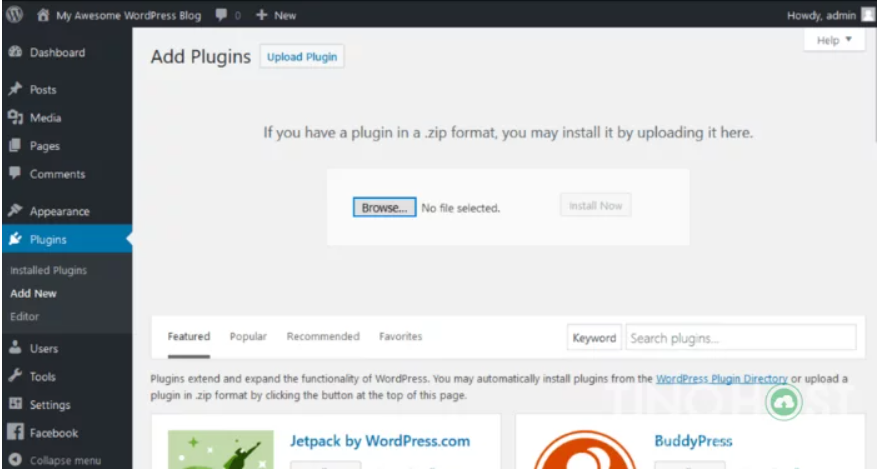 My Awesome WordPress Blog 0 + New Howdy, admin
Help
Dashboard
Posts
Media
Pages
Comments
Appearance
Plugins
Installed Plugins
Add New
Editor
Users
Tools
Settings
Facebook
Collapse menu
Add Plugins Upload Plugin
If you have a plugin in a .zip format, you may install it by uploading it here.
Browse... No file selected. Install Now
Featured Popular Recommended Favorites Keyword Search plugins...
Plugins extend and expand the functionality of WordPress. You may automatically install plugins from the WordPress Plugin Directory or upload a
plugin in .zip format by clicking the button at the top of this page.
TINOHOST
Jetpack by WordPress.com
BuddyPress